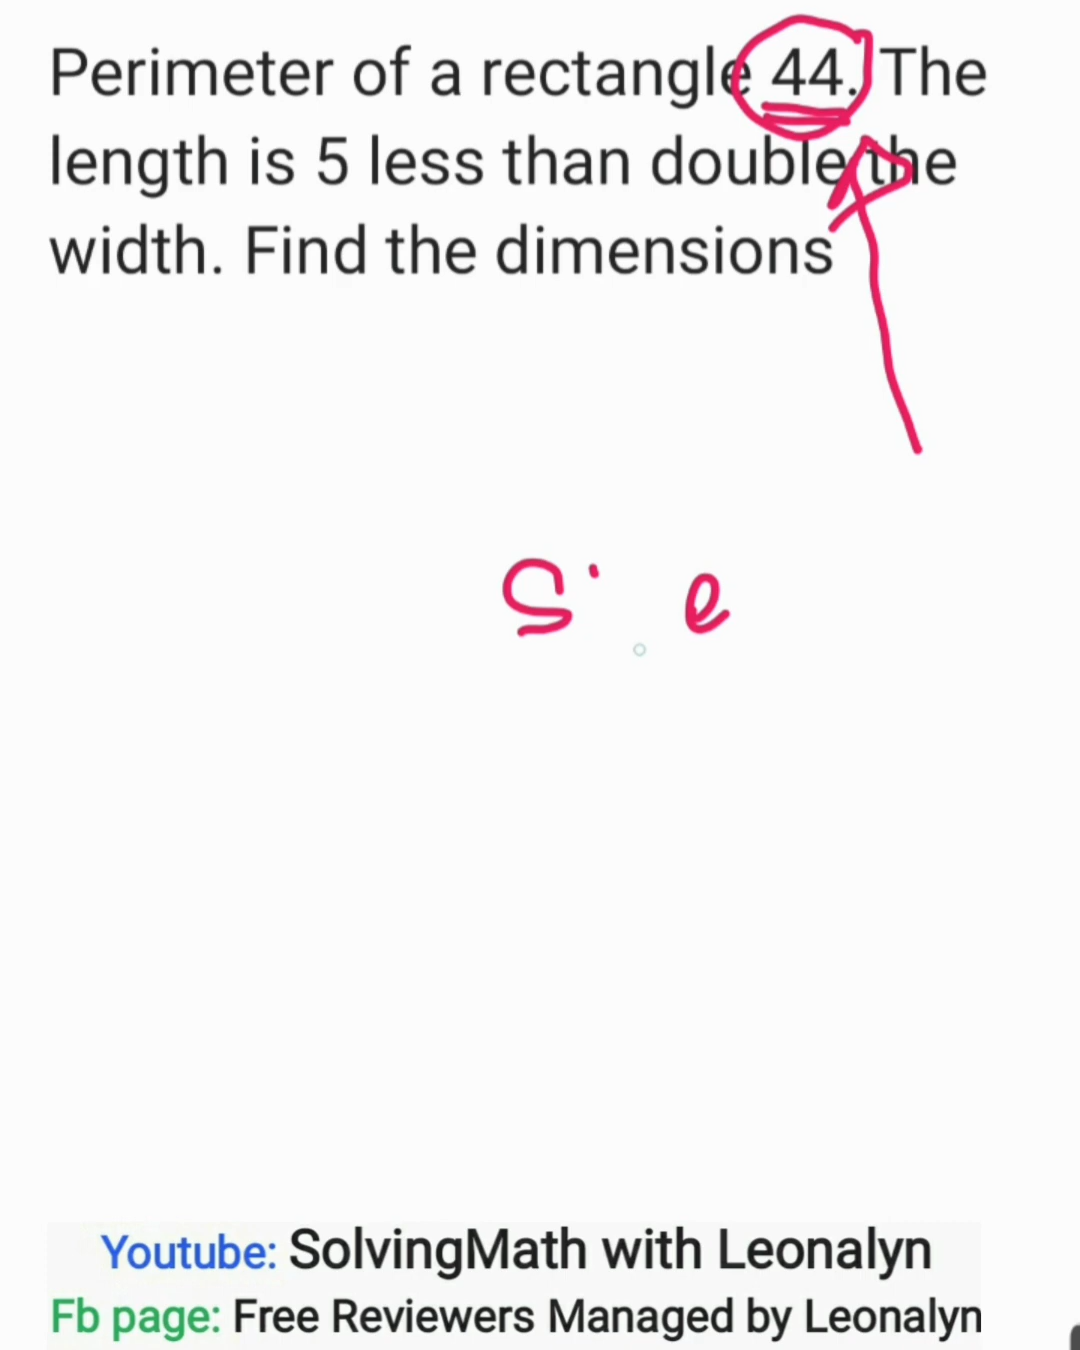 Perimeter of a rectangle 44. The
length is 5 less than double the
width. Find the dimensions
S e
Youtube: SolvingMath with Leonalyn
Fb page: Free Reviewers Managed by Leonalyn